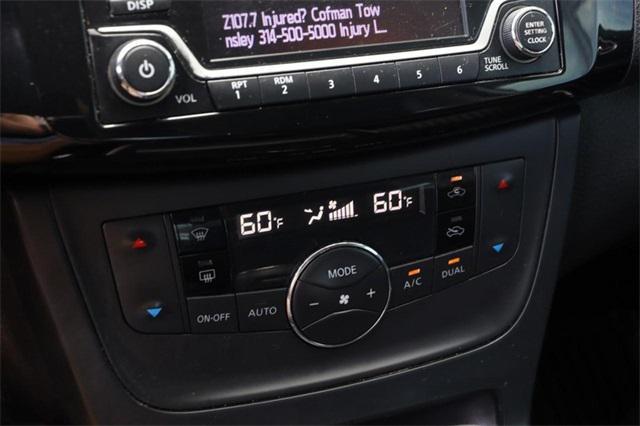 DISP
Z107.7 Injured? Cofman Tow
nsley 314-500-5000 Injury L..
ENTER
SETTING
CLOCK
VOL
RPT
1
RDM
2
3
4
5
6
TUNE
SCROLL
60°F
60°F
MODE
ON-OFF
AUTO
- +
A/C
DUAL